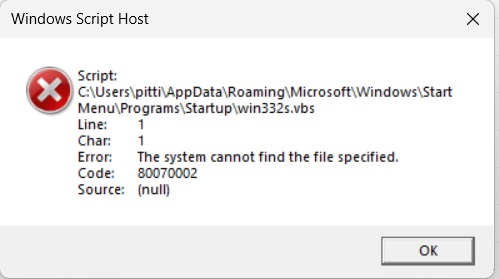 Windows Script Host
Script:
C:\Users\pitti\AppData\Roaming\Microsoft\Windows\Start
Menu\Programs\Startup\win332s.vbs
Line: 1
Char: 1
Error: The system cannot find the file specified.
Code: 80070002
Source: (null)
OK